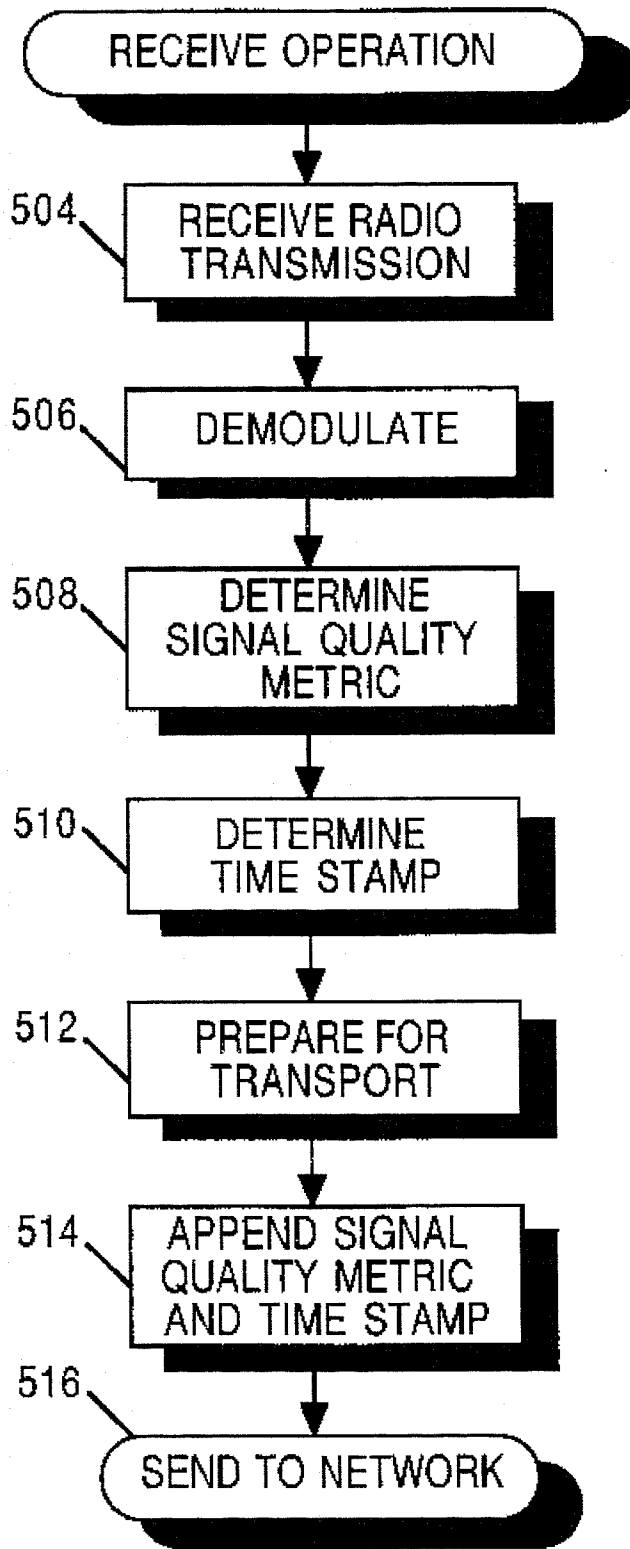 RECEIVE OPERATION
504
RECEIVE RADIO
TRANSMISSION
506
DEMODULATE
508
DETERMINE
SIGNAL QUALITY
METRIC
510
DETERMINE
TIME STAMP
512
PREPARE FOR
TRANSPORT
514
APPEND SIGNAL
QUALITY METRIC
AND TIME STAMP
516
SEND TO NETWORK